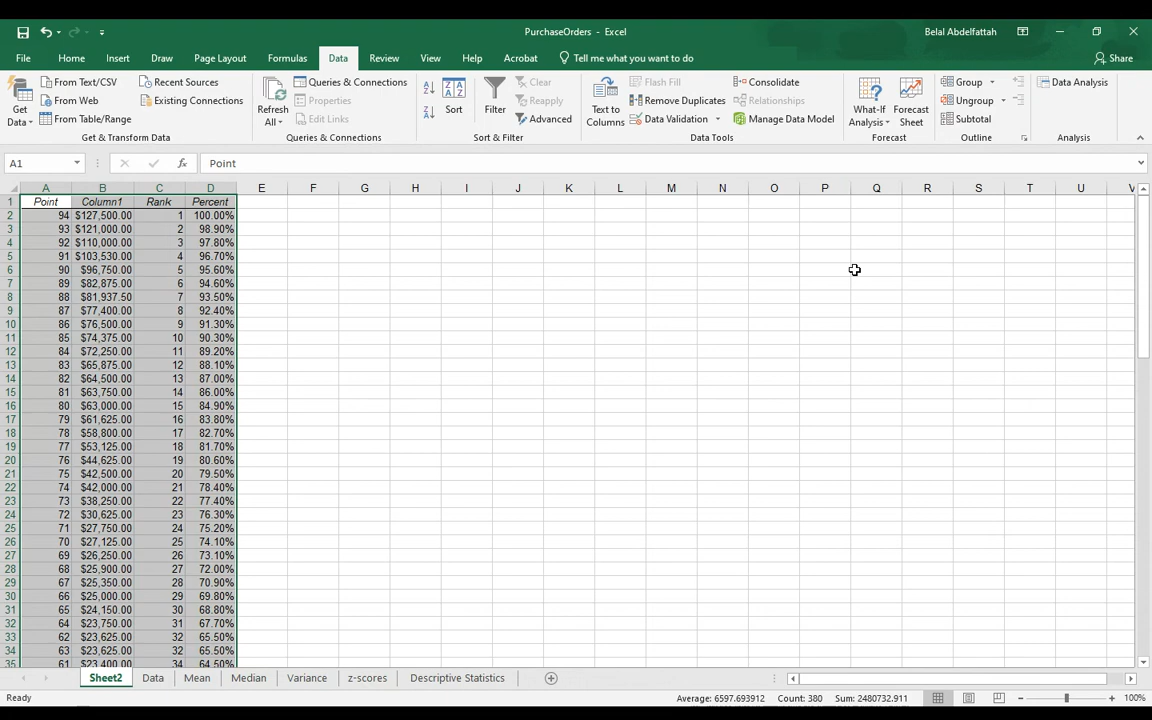 PurchaseOrders - Excel
Belal Abdelfattah
File Home Insert Draw Page Layout Formulas Data Review View Help Acrobat Tell me what you want to do Share
Get Data
From Text/CSV
From Web
From Table/Range
Recent Sources
Existing Connections
Get & Transform Data
Refresh All
Queries & Connections
Properties
Edit Links
Queries & Connections
Sort
Filter
Clear
Reapply
Advanced
Sort & Filter
Text to Columns
Flash Fill
Remove Duplicates
Data Validation
Consolidate
Relationships
Manage Data Model
Data Tools
What-If Analysis
Forecast Sheet
Forecast
Group
Ungroup
Subtotal
Outline
Data Analysis
Analysis
A1 fx Point
A B C D E F G H I J K L M N O P Q R S T U V
1 Point Column1 Rank Percent
2 94 $127,500.00 1 100.00%
3 93 $121,000.00 2 98.90%
4 92 $110,000.00 3 97.80%
5 91 $103,530.00 4 96.70%
6 90 $96,750.00 5 95.60%
7 89 $82,875.00 6 94.60%
8 88 $81,937.50 7 93.50%
9 87 $77,400.00 8 92.40%
10 86 $76,500.00 9 91.30%
11 85 $74,375.00 10 90.30%
12 84 $72,250.00 11 89.20%
13 83 $65,875.00 12 88.10%
14 82 $64,500.00 13 87.00%
15 81 $63,750.00 14 86.00%
16 80 $63,000.00 15 84.90%
17 79 $61,625.00 16 83.80%
18 78 $58,800.00 17 82.70%
19 77 $53,125.00 18 81.70%
20 76 $44,625.00 19 80.60%
21 75 $42,500.00 20 79.50%
22 74 $42,000.00 21 78.40%
23 73 $38,250.00 22 77.40%
24 72 $30,625.00 23 76.30%
25 71 $27,750.00 24 75.20%
26 70 $27,125.00 25 74.10%
27 69 $26,250.00 26 73.10%
28 68 $25,900.00 27 72.00%
29 67 $25,350.00 28 70.90%
30 66 $25,000.00 29 69.80%
31 65 $24,150.00 30 68.80%
32 64 $23,750.00 31 67.70%
33 62 $23,625.00 32 65.50%
34 63 $23,625.00 32 65.50%
35 61 $23,400.00 34 64.50%
Sheet2 Data Mean Median Variance z-scores Descriptive Statistics
Ready Average: 6597.693912 Count: 380 Sum: 2480732.911 100%